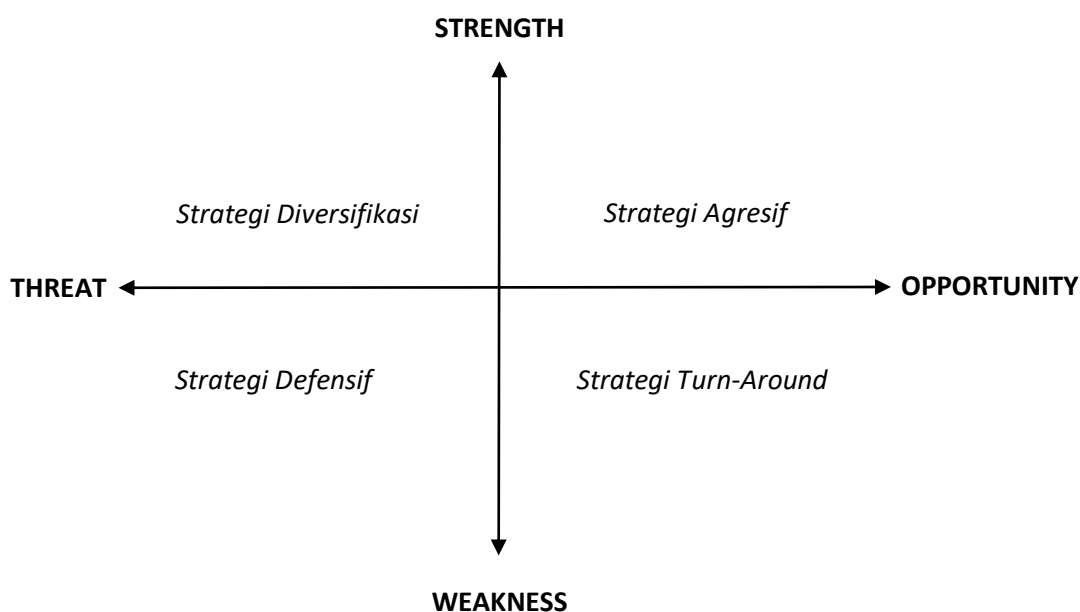 STRENGTH
Strategi Diversifikasi
Strategi Agresif
THREAT
OPPORTUNITY
Strategi Defensif
Strategi Turn-Around
WEAKNESS